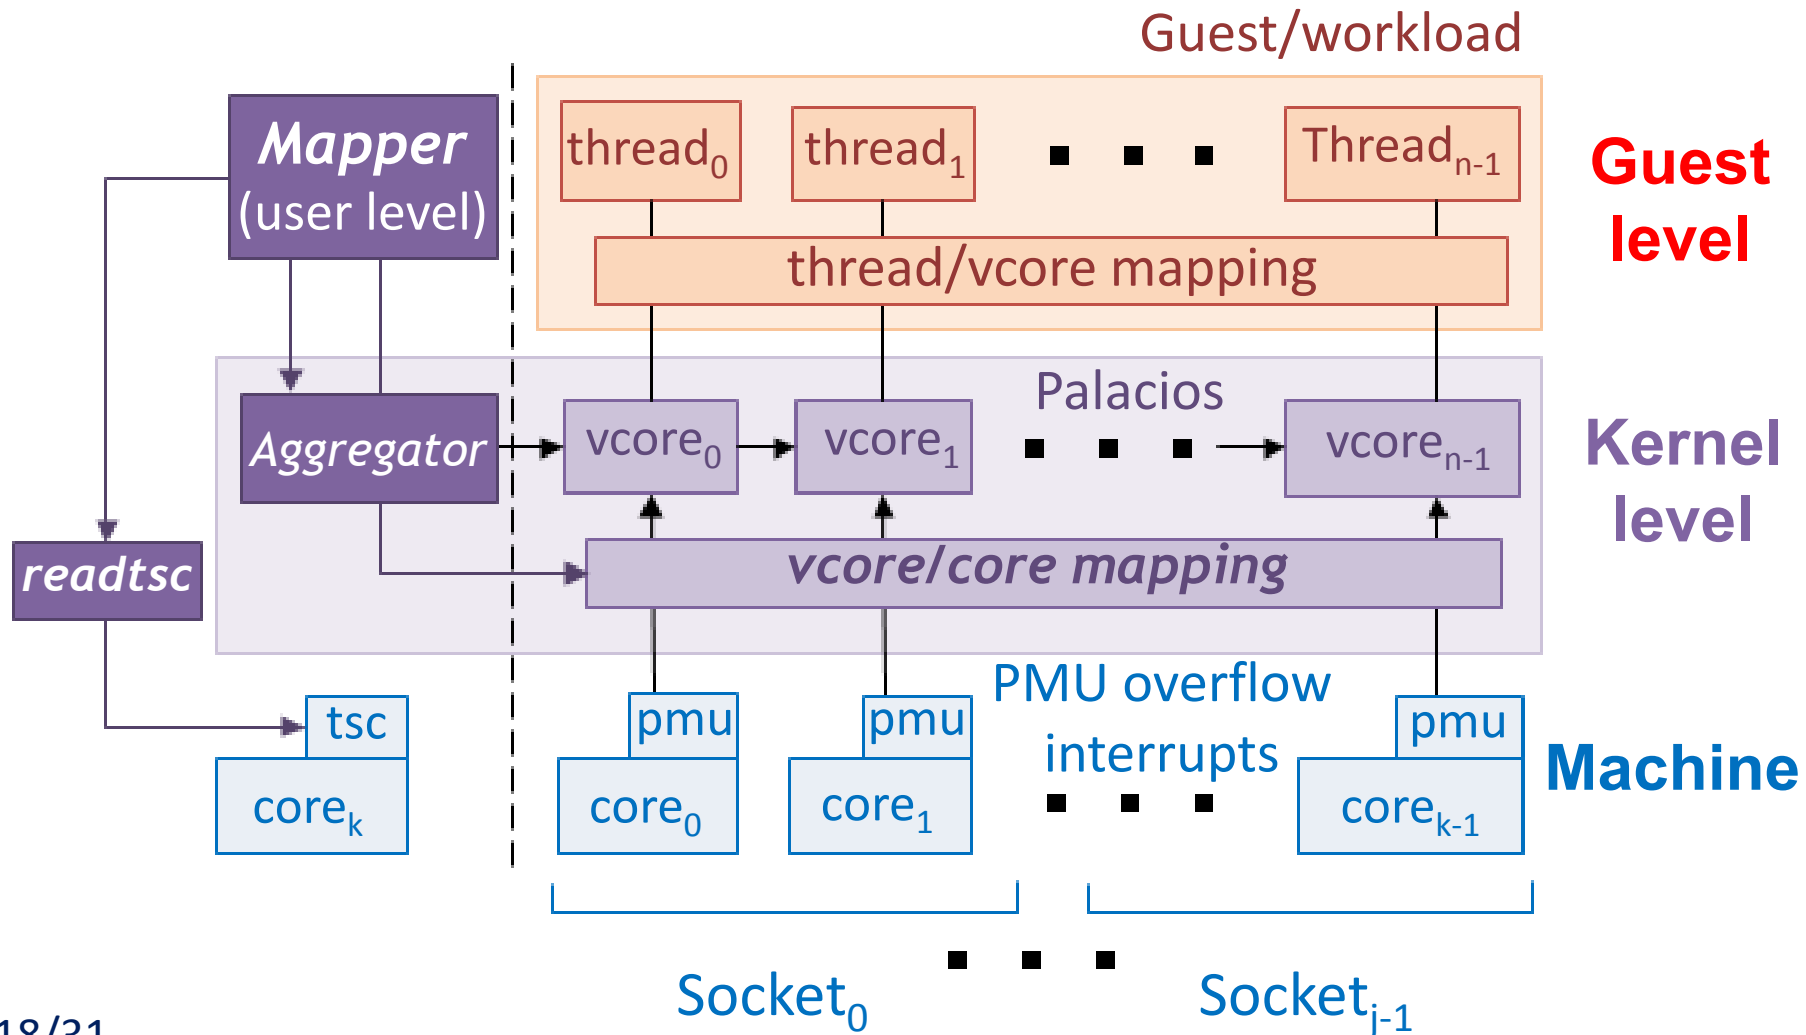 Guest/workload
Mapper
(user level)
thread0
thread1
Threadn-1
Guest
level
thread/vcore mapping
Palacios
Aggregator
vcore0
vcore1
vcoren-1
Kernel
level
readtsc
vcore/core mapping
PMU overflow
interrupts
tsc
pmu
pmu
pmu
Machine
corek
core0
core1
corek-1
Socket0
Socketj-1
18/31